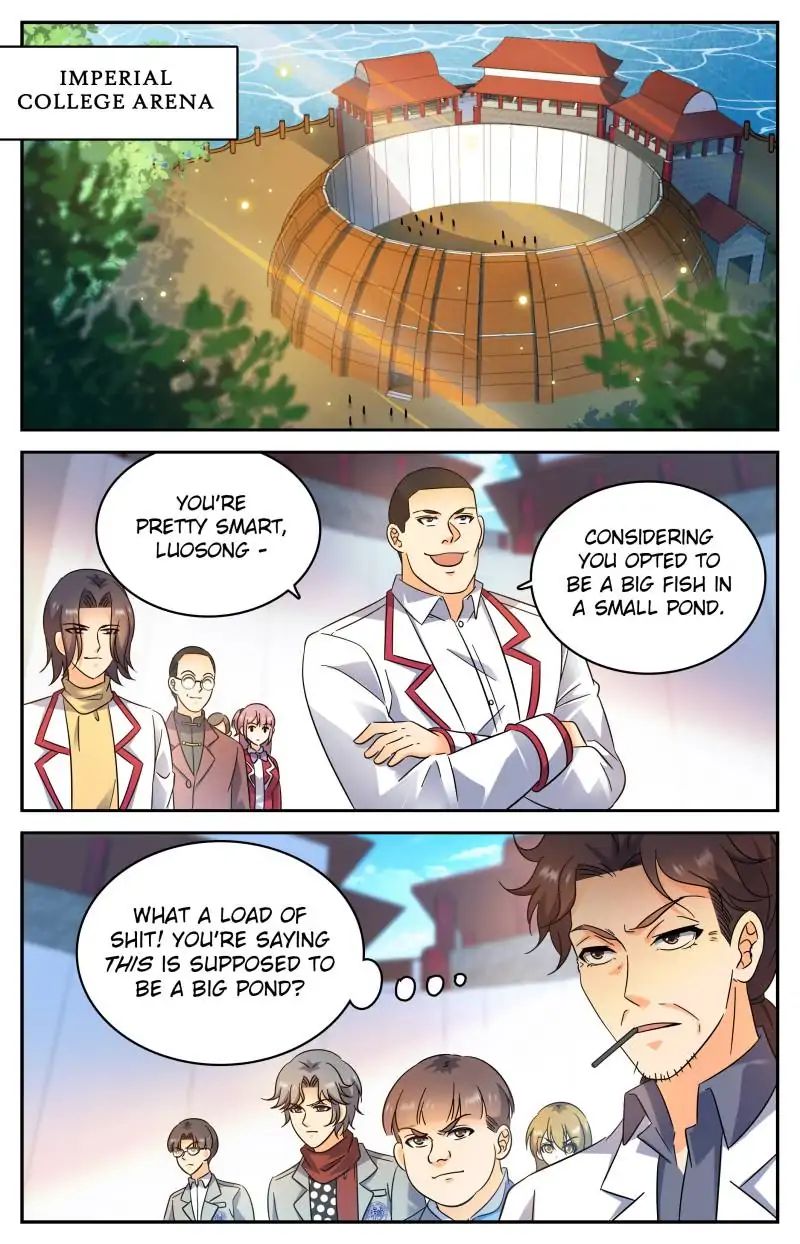 IMPERIAL
COLLEGE ARENA
YOU'RE
PRETTY SMART,
LUOSONG -
CONSIDERING
YOU OPTED TO
BE A BIG FISH IN
A SMALL POND.
WHAT A LOAD OF
SHIT! YOU'RE SAYING
THIS IS SUPPOSED TO
BE A BIG POND?